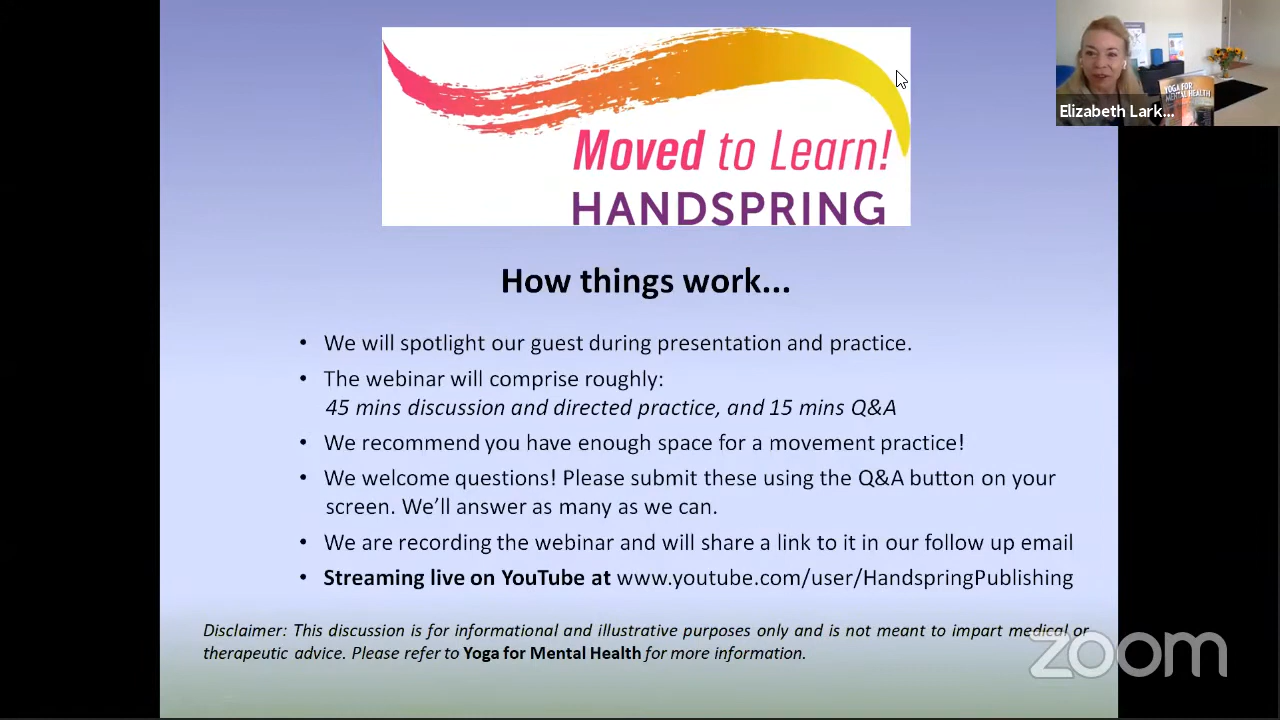 Moved to Learn!
HANDSPRING
How things work...
• We will spotlight our guest during presentation and practice.
• The webinar will comprise roughly:
45 mins discussion and directed practice, and 15 mins Q&A
• We recommend you have enough space for a movement practice!
• We welcome questions! Please submit these using the Q&A button on your
screen. We’ll answer as many as we can.
• We are recording the webinar and will share a link to it in our follow up email
• Streaming live on YouTube at www.youtube.com/user/HandspringPublishing
Disclaimer: This discussion is for informational and illustrative purposes only and is not meant to impart medical or
therapeutic advice. Please refer to Yoga for Mental Health for more information.
YOGA FOR
MENTAL HEALTH
Elizabeth Lark...
zoom